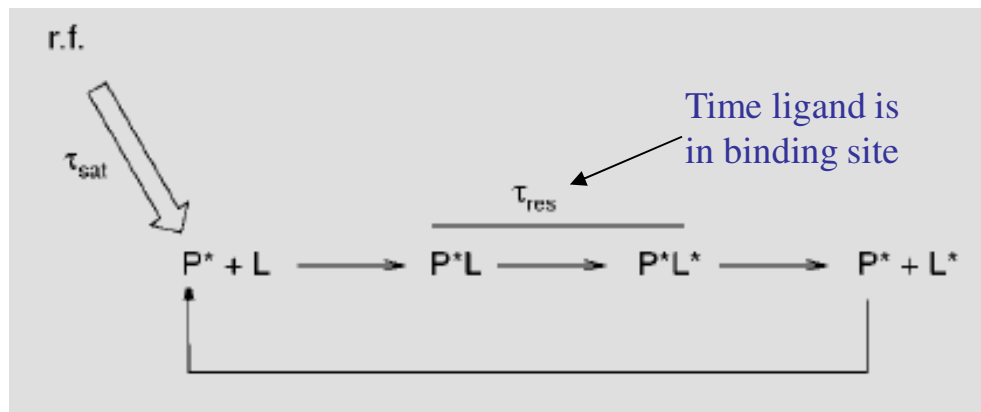 r.f.
Time ligand is
in binding site
τsat
τres
P* + L ⟶ P*L ⟶ P*L* ⟶ P* + L*